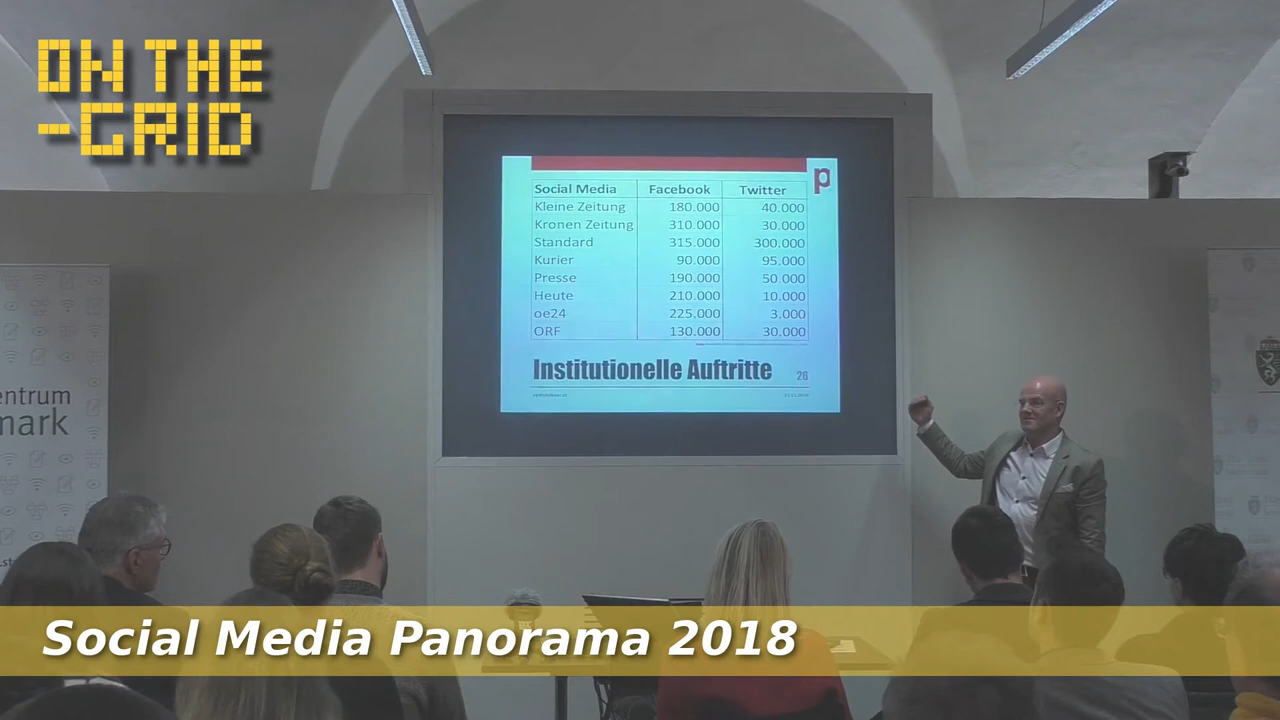 ON THE
-GRID
p
Social Media Facebook Twitter
Kleine Zeitung 180.000 40.000
Kronen Zeitung 310.000 30.000
Standard 315.000 300.000
Kurier 90.000 95.000
Presse 190.000 50.000
Heute 210.000 10.000
oe24 225.000 3.000
ORF 130.000 30.000
Institutionelle Auftritte 26
entrum
mark
.st
Social Media Panorama 2018